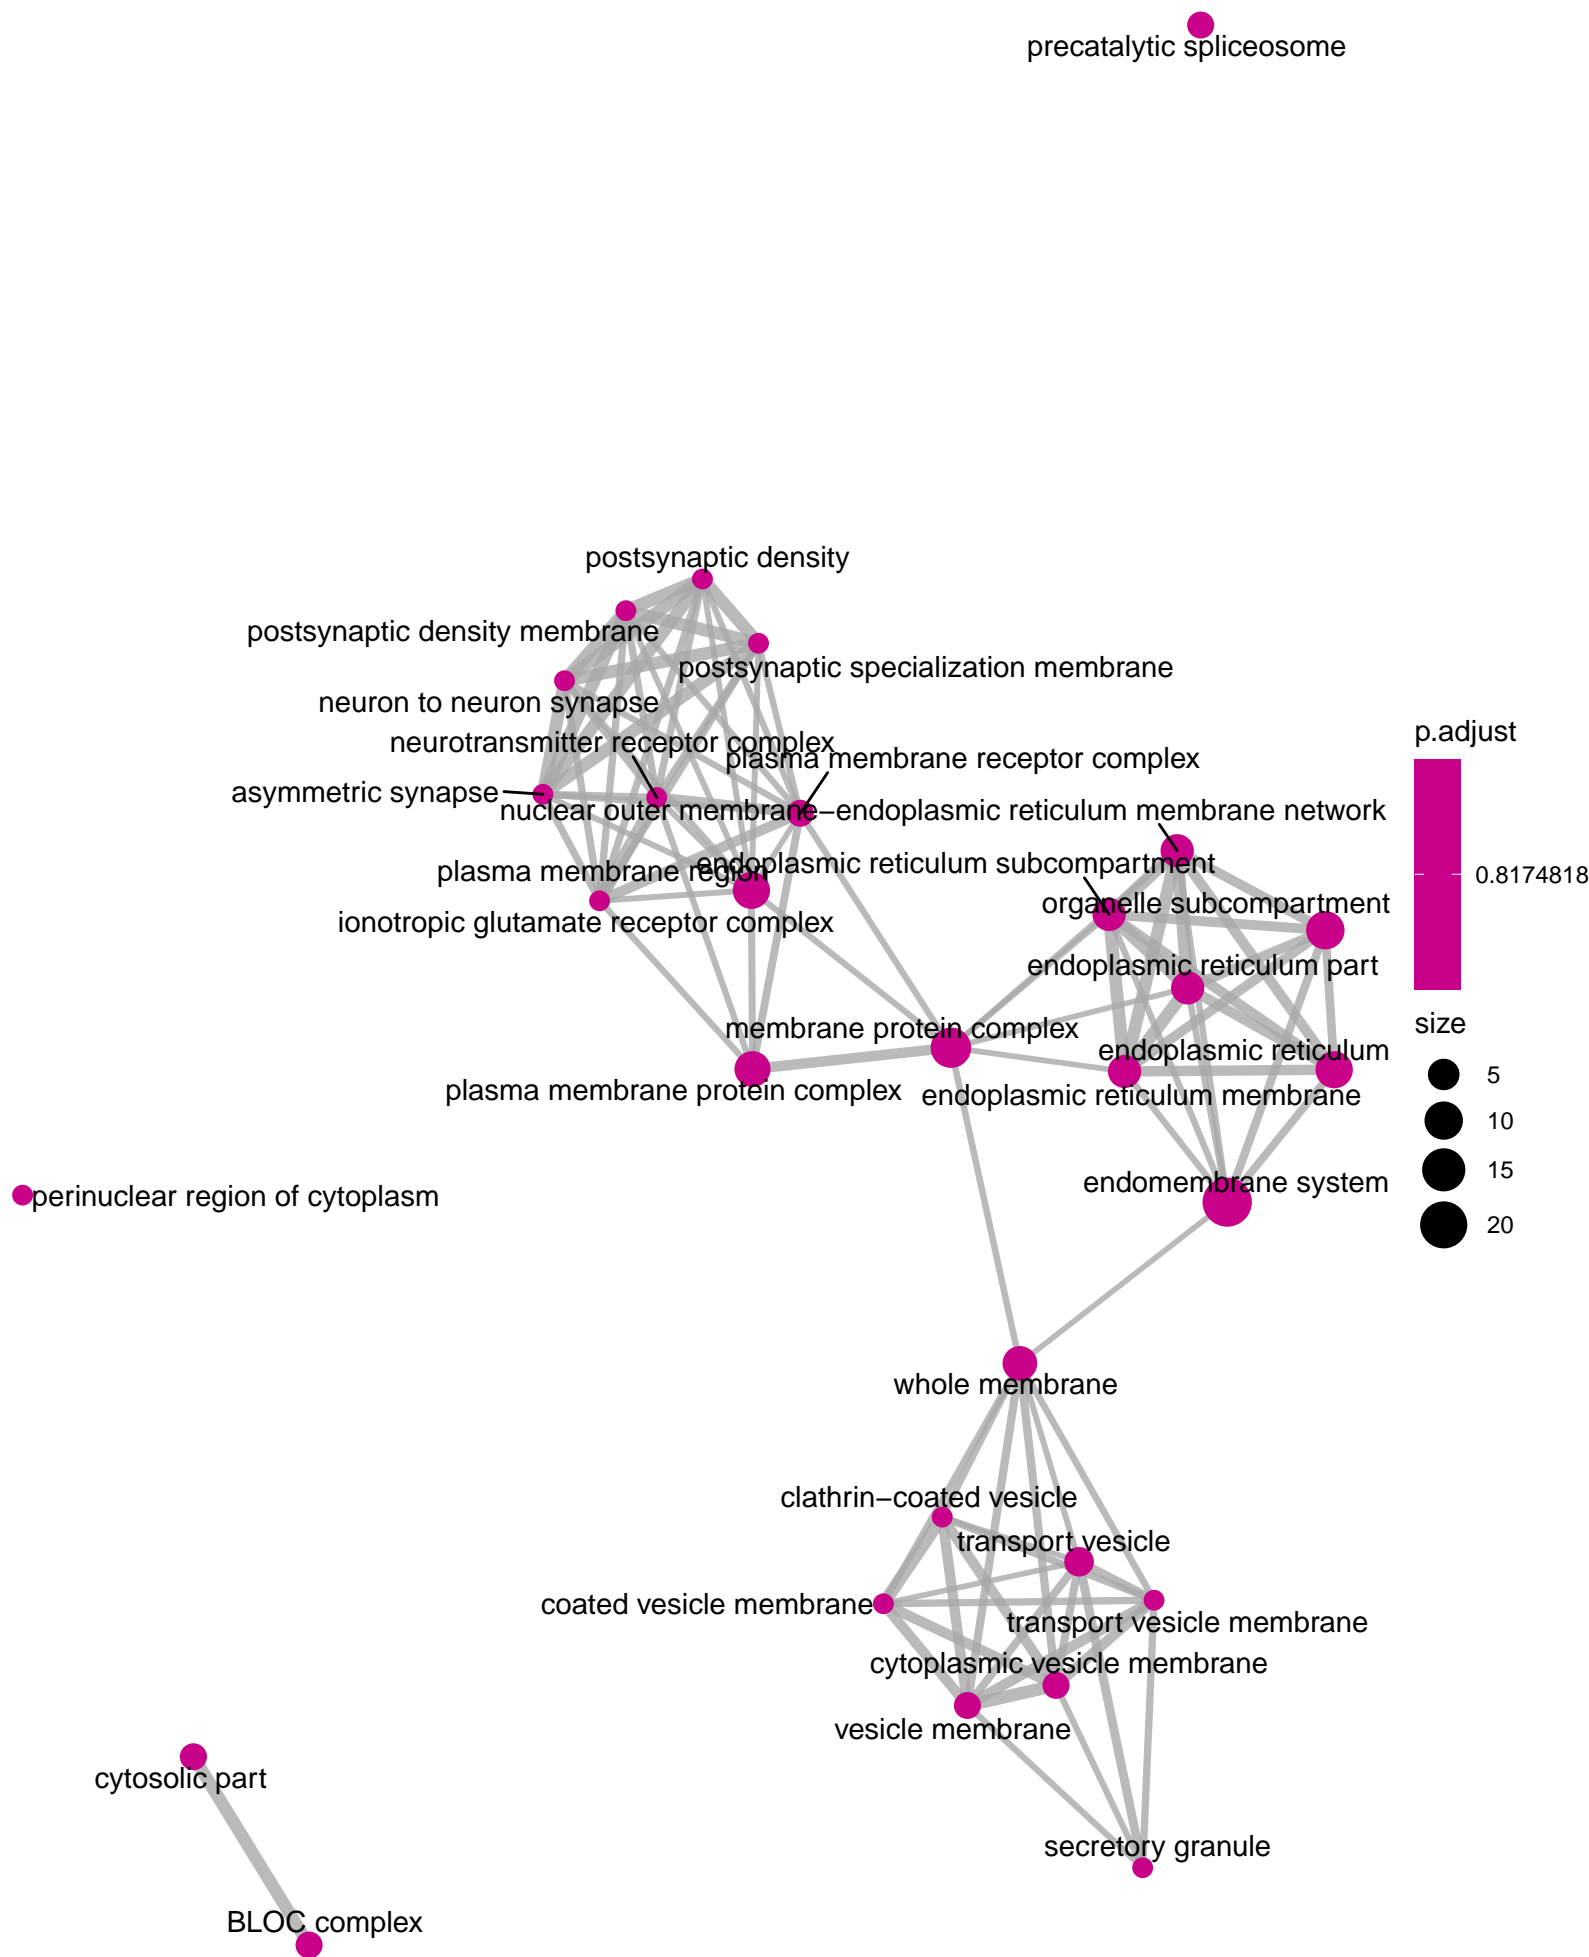 precatalytic spliceosome
postsynaptic density
postsynaptic density membrane
postsynaptic specialization membrane
neuron to neuron synapse
neurotransmitter receptor complex
plasma membrane receptor complex
asymmetric synapse
nuclear outer membrane−endoplasmic reticulum membrane network
endoplasmic reticulum subcompartment
plasma membrane region
organelle subcompartment
ionotropic glutamate receptor complex
endoplasmic reticulum part
membrane protein complex
endoplasmic reticulum
plasma membrane protein complex
endoplasmic reticulum membrane
endomembrane system
perinuclear region of cytoplasm
whole membrane
clathrin−coated vesicle
transport vesicle
coated vesicle membrane
transport vesicle membrane
cytoplasmic vesicle membrane
vesicle membrane
cytosolic part
secretory granule
BLOC complex
p.adjust
0.8174818
size
5
10
15
20